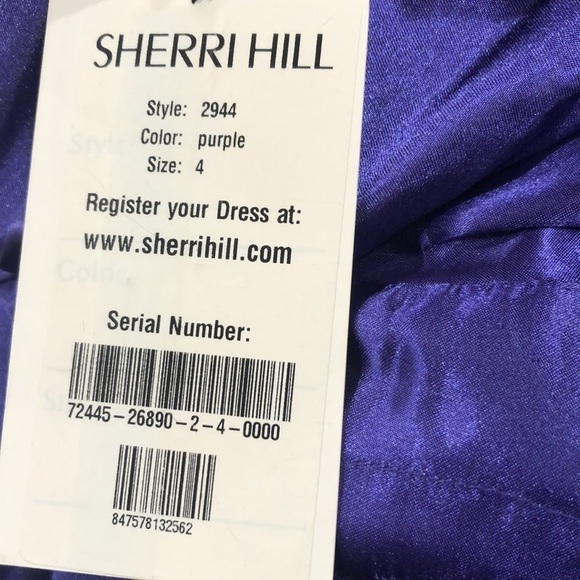 SHERRI HILL
Style: 2944
Color: purple
Size: 4
Register your Dress at:
www.sherrihill.com
Serial Number:
72445-26890-2-4-0000
847578132562